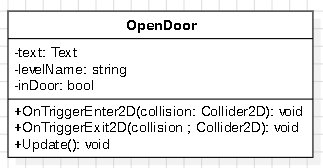 OpenDoor
-text: Text
-levelName: string
-inDoor: bool
+OnTriggerEnter2D(collision: Collider2D): void
+OnTriggerExit2D(collision ; Collider2D): void
+Update(): void